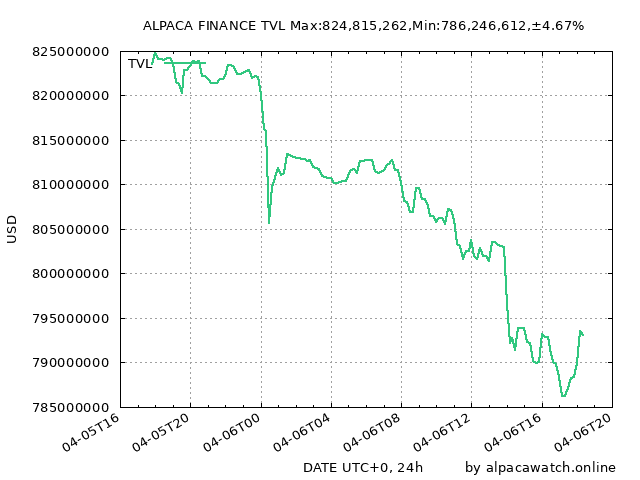 ALPACA FINANCE TVL Max:824,815,262,Min:786,246,612,±4.67%
825000000
TVL
820000000
815000000
810000000
USD
805000000
800000000
795000000
790000000
785000000
04-05T16
04-05T20
04-06T00
04-06T04
04-06T08
04-06T12
04-06T16
04-06T20
DATE UTC+0, 24h
by alpacawatch.online